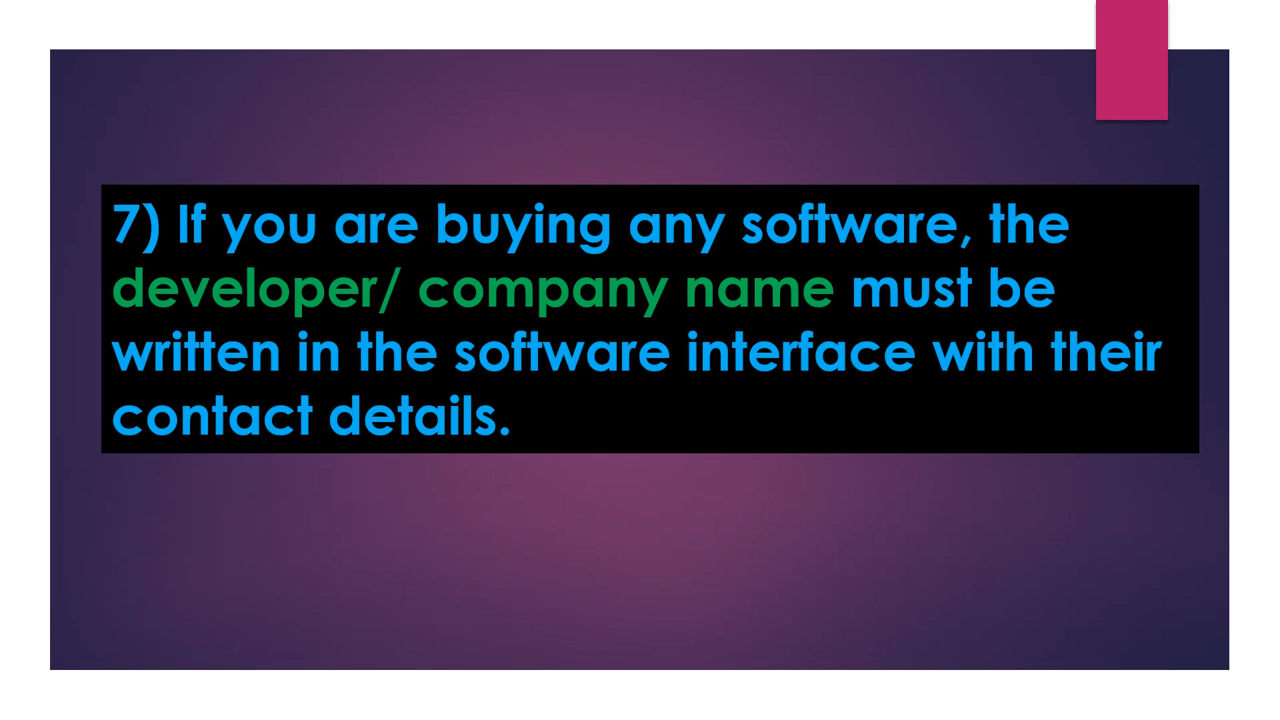 7) If you are buying any software, the
developer/ company name must be
written in the software interface with their
contact details.